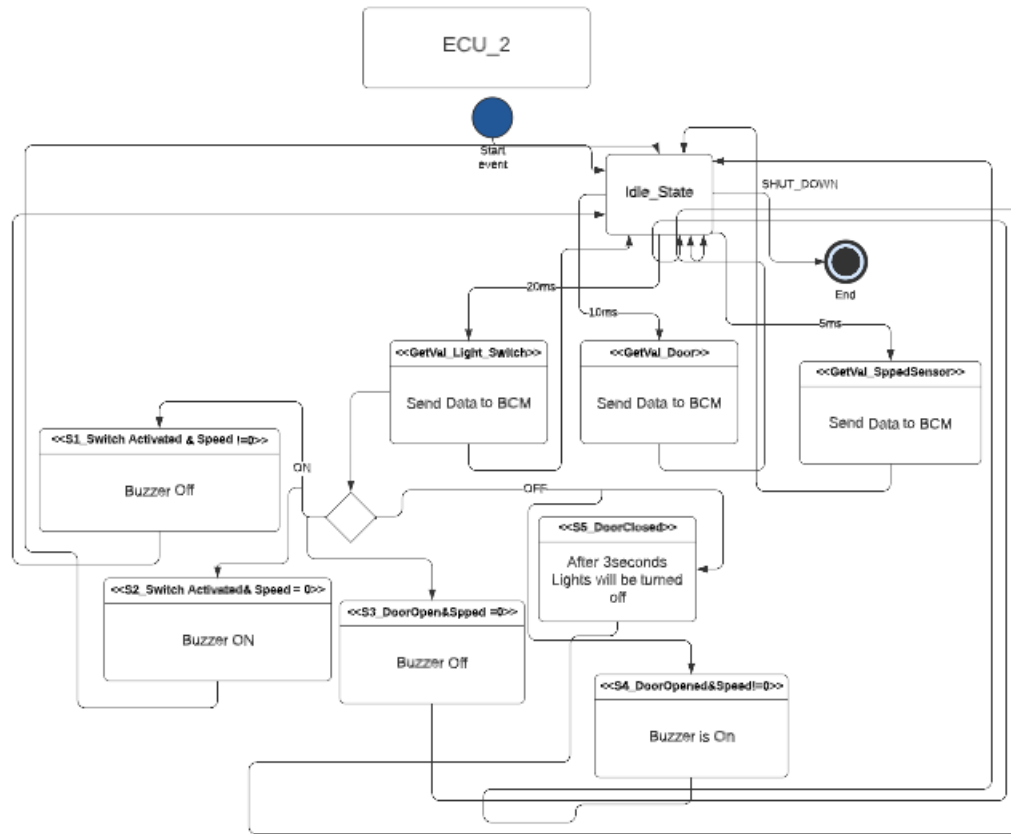 ECU_2
Start
event
Idle_State
SHUT_DOWN
End
20ms
10ms
5ms
<<GetVal_Light_Switch>>
Send Data to BCM
<<GetVal_Door>>
Send Data to BCM
<<GetVal_SppedSensor>>
Send Data to BCM
<<S1_Switch Activated & Speed !=0>>
Buzzer Off
ON
OFF
<<S5_DoorClosed>>
After 3seconds
Lights will be turned
off
<<S2_Switch Activated& Speed = 0>>
Buzzer ON
<<S3_DoorOpen&Spped =0>>
Buzzer Off
<<S4_DoorOpened&Speed!=0>>
Buzzer is On